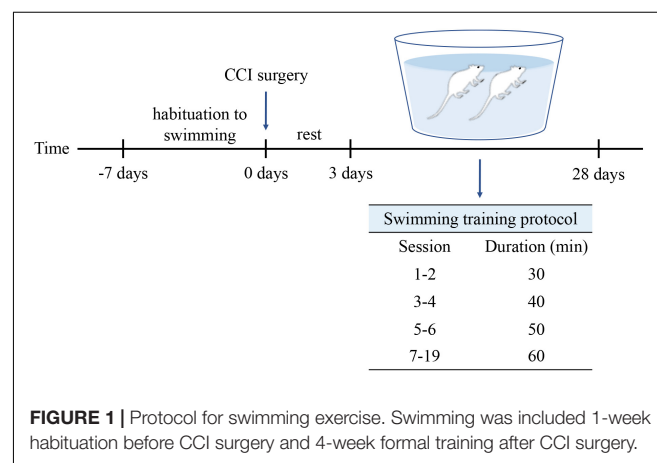 CCI surgery
habituation to
swimming
rest
Time
-7 days
0 days
3 days
28 days
Swimming training protocol
Session Duration (min)
1-2 30
3-4 40
5-6 50
7-19 60
FIGURE 1 | Protocol for swimming exercise. Swimming was included 1-week
habituation before CCI surgery and 4-week formal training after CCI surgery.